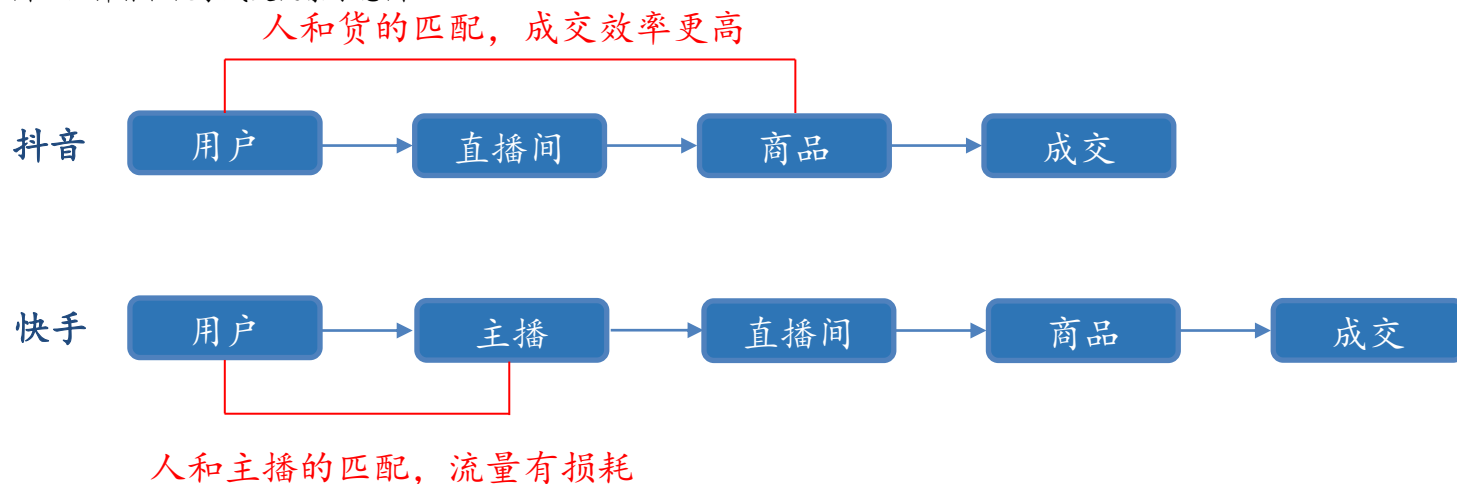 人和货的匹配，成交效率更高
抖音 用户 直播间 商品 成交
快手 用户 主播 直播间 商品 成交
人和主播的匹配，流量有损耗